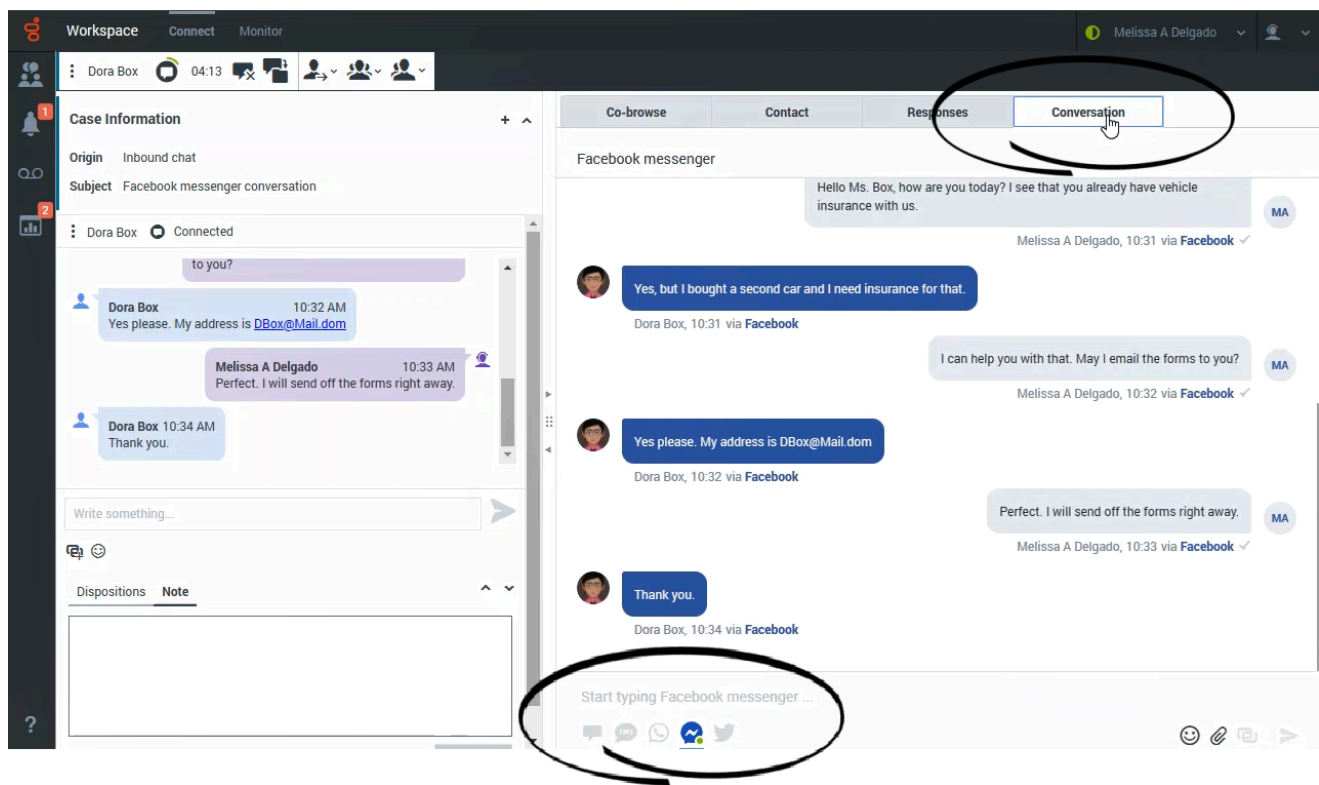 Workspace Connect Monitor
Melissa A Delgado
Dora Box 04:13
1
2
?
Case Information
Origin Inbound chat
Subject Facebook messenger conversation
Dora Box Connected
to you?
Dora Box 10:32 AM
Yes please. My address is DBox@Mail.dom
Melissa A Delgado 10:33 AM
Perfect. I will send off the forms right away.
Dora Box 10:34 AM
Thank you.
Write something...
Dispositions Note
Co-browse Contact Responses Conversation
Facebook messenger
Hello Ms. Box, how are you today? I see that you already have vehicle
insurance with us.
MA
Melissa A Delgado, 10:31 via Facebook
Yes, but I bought a second car and I need insurance for that.
Dora Box, 10:31 via Facebook
I can help you with that. May I email the forms to you?
MA
Melissa A Delgado, 10:32 via Facebook
Yes please. My address is DBox@Mail.dom
Dora Box, 10:32 via Facebook
Perfect. I will send off the forms right away.
MA
Melissa A Delgado, 10:33 via Facebook
Thank you.
Dora Box, 10:34 via Facebook
Start typing Facebook messenger ...
SMS